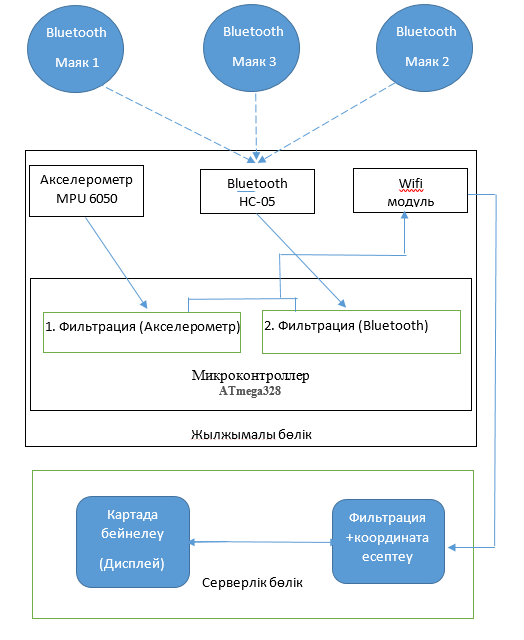 Bluetooth
Маяк 1
Bluetooth
Маяк 3
Bluetooth
Маяк 2
Акселерометр
MPU 6050
Bluetooth
HC-05
Wifi
модуль
1. Фильтрация (Акселерометр)
2. Фильтрация (Bluetooth)
Микроконтроллер
ATmega328
Жылжымалы бөлік
Картада
бейнелеу
(Дисплей)
Фильтрация
+координата
есептеу
Серверлік бөлік